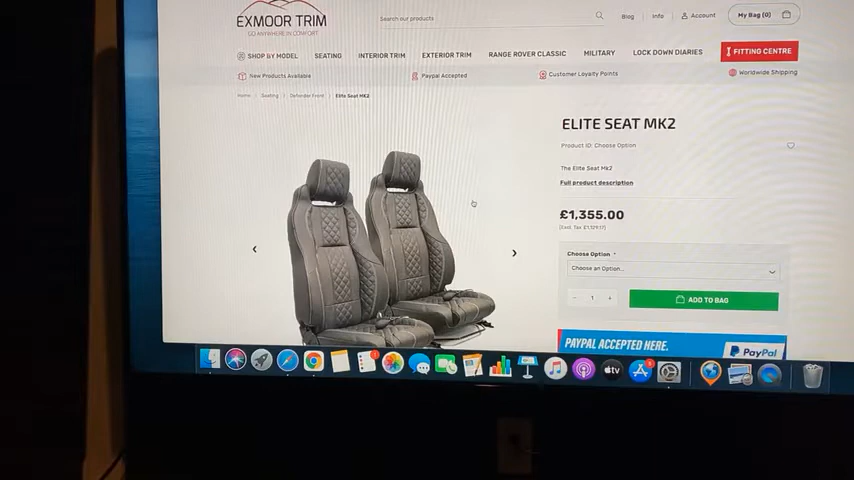 EXMOOR TRIM
GO ANYWHERE IN COMFORT
Search our products
Blog
Info
Account
My Bag (0)
SHOP BY MODEL
SEATING
INTERIOR TRIM
EXTERIOR TRIM
RANGE ROVER CLASSIC
MILITARY
LOCK DOWN DIARIES
FITTING CENTRE
New Products Available
Paypal Accepted
Customer Loyalty Points
Worldwide Shipping
Home
Seating
Defender Front
Elite Seat MK2
ELITE SEAT MK2
Product ID: Choose Option
The Elite Seat Mk2
Full product description
£1,355.00
Choose Option *
Choose an Option...
- 1 +
ADD TO BAG
PAYPAL ACCEPTED HERE.
PayPal
tv